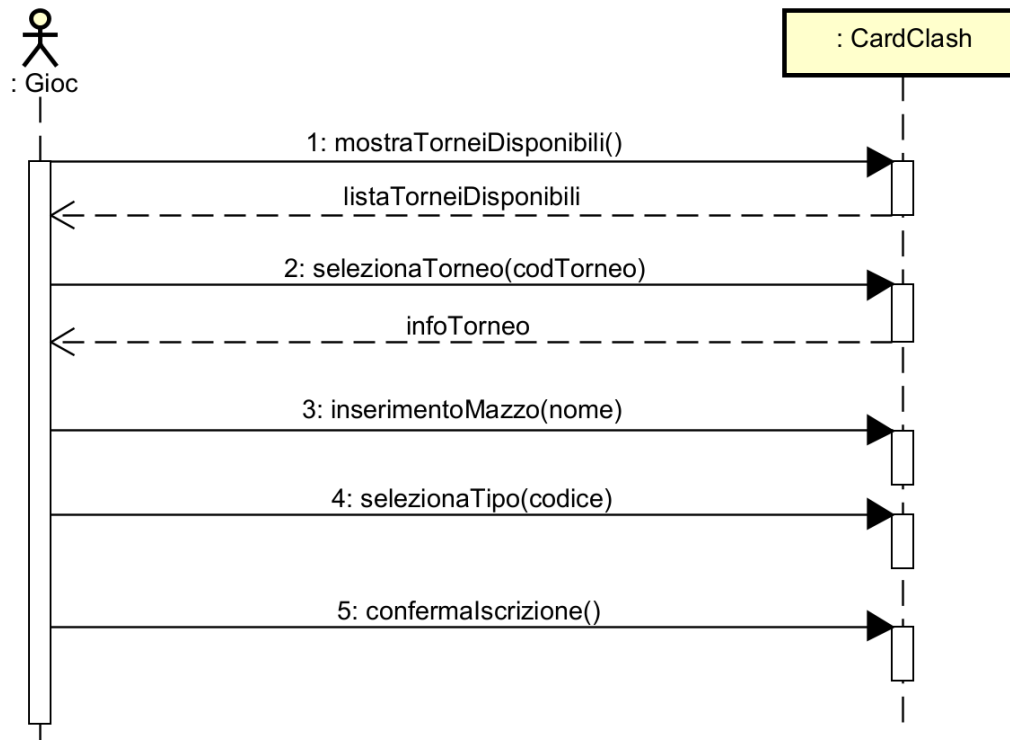 : Gioc
: CardClash
1: mostraTorneiDisponibili()
listaTorneiDisponibili
2: selezionaTorneo(codTorneo)
infoTorneo
3: inserimentoMazzo(nome)
4: selezionaTipo(codice)
5: confermaIscrizione()